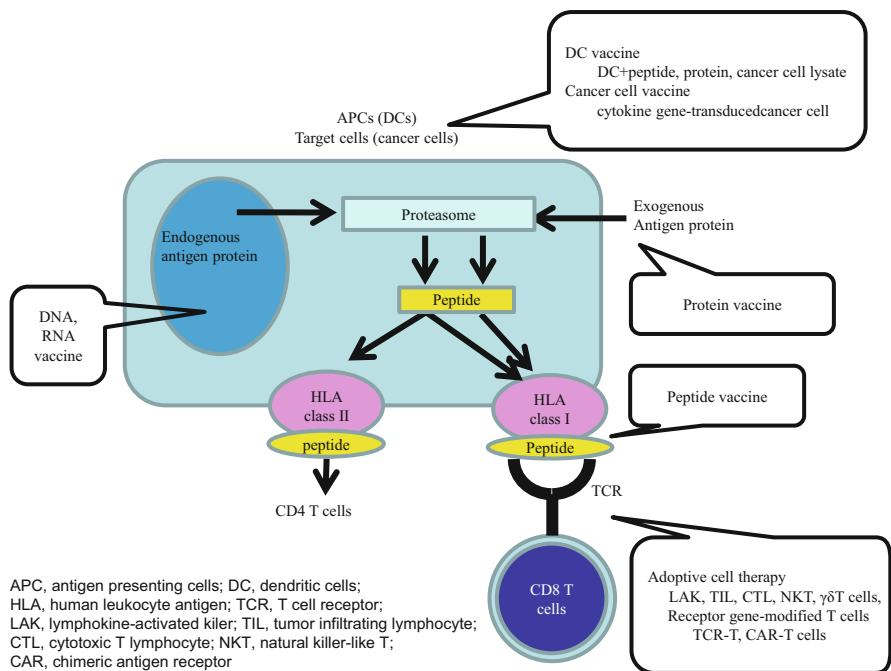 DC vaccine
DC+peptide, protein, cancer cell lysate
Cancer cell vaccine
cytokine gene-transducedcancer cell
APCs (DCs)
Target cells (cancer cells)
Proteasome
Exogenous
Antigen protein
Endogenous
antigen protein
Peptide
Protein vaccine
DNA,
RNA
vaccine
HLA
class II
peptide
HLA
class I
Peptide
Peptide vaccine
CD4 T cells
TCR
CD8 T
cells
Adoptive cell therapy
LAK, TIL, CTL, NKT, γδT cells,
Receptor gene-modified T cells
TCR-T, CAR-T cells
APC, antigen presenting cells; DC, dendritic cells;
HLA, human leukocyte antigen; TCR, T cell receptor;
LAK, lymphokine-activated kiler; TIL, tumor infiltrating lymphocyte;
CTL, cytotoxic T lymphocyte; NKT, natural killer-like T;
CAR, chimeric antigen receptor